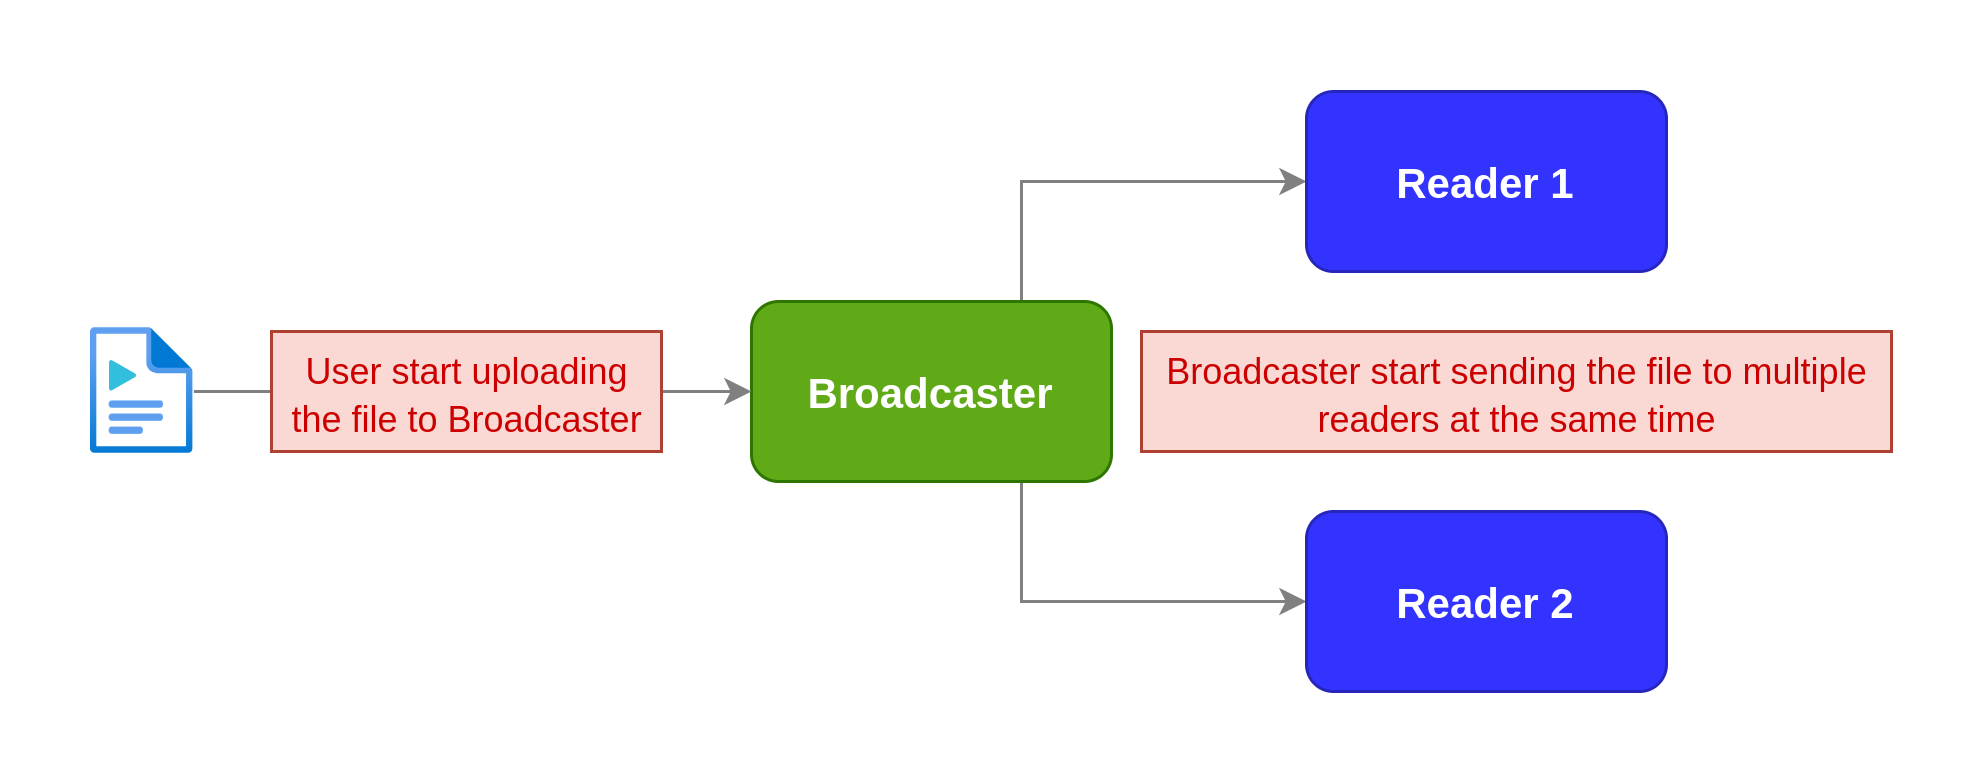 Reader 1
User start uploading
the file to Broadcaster
Broadcaster
Broadcaster start sending the file to multiple
readers at the same time
Reader 2